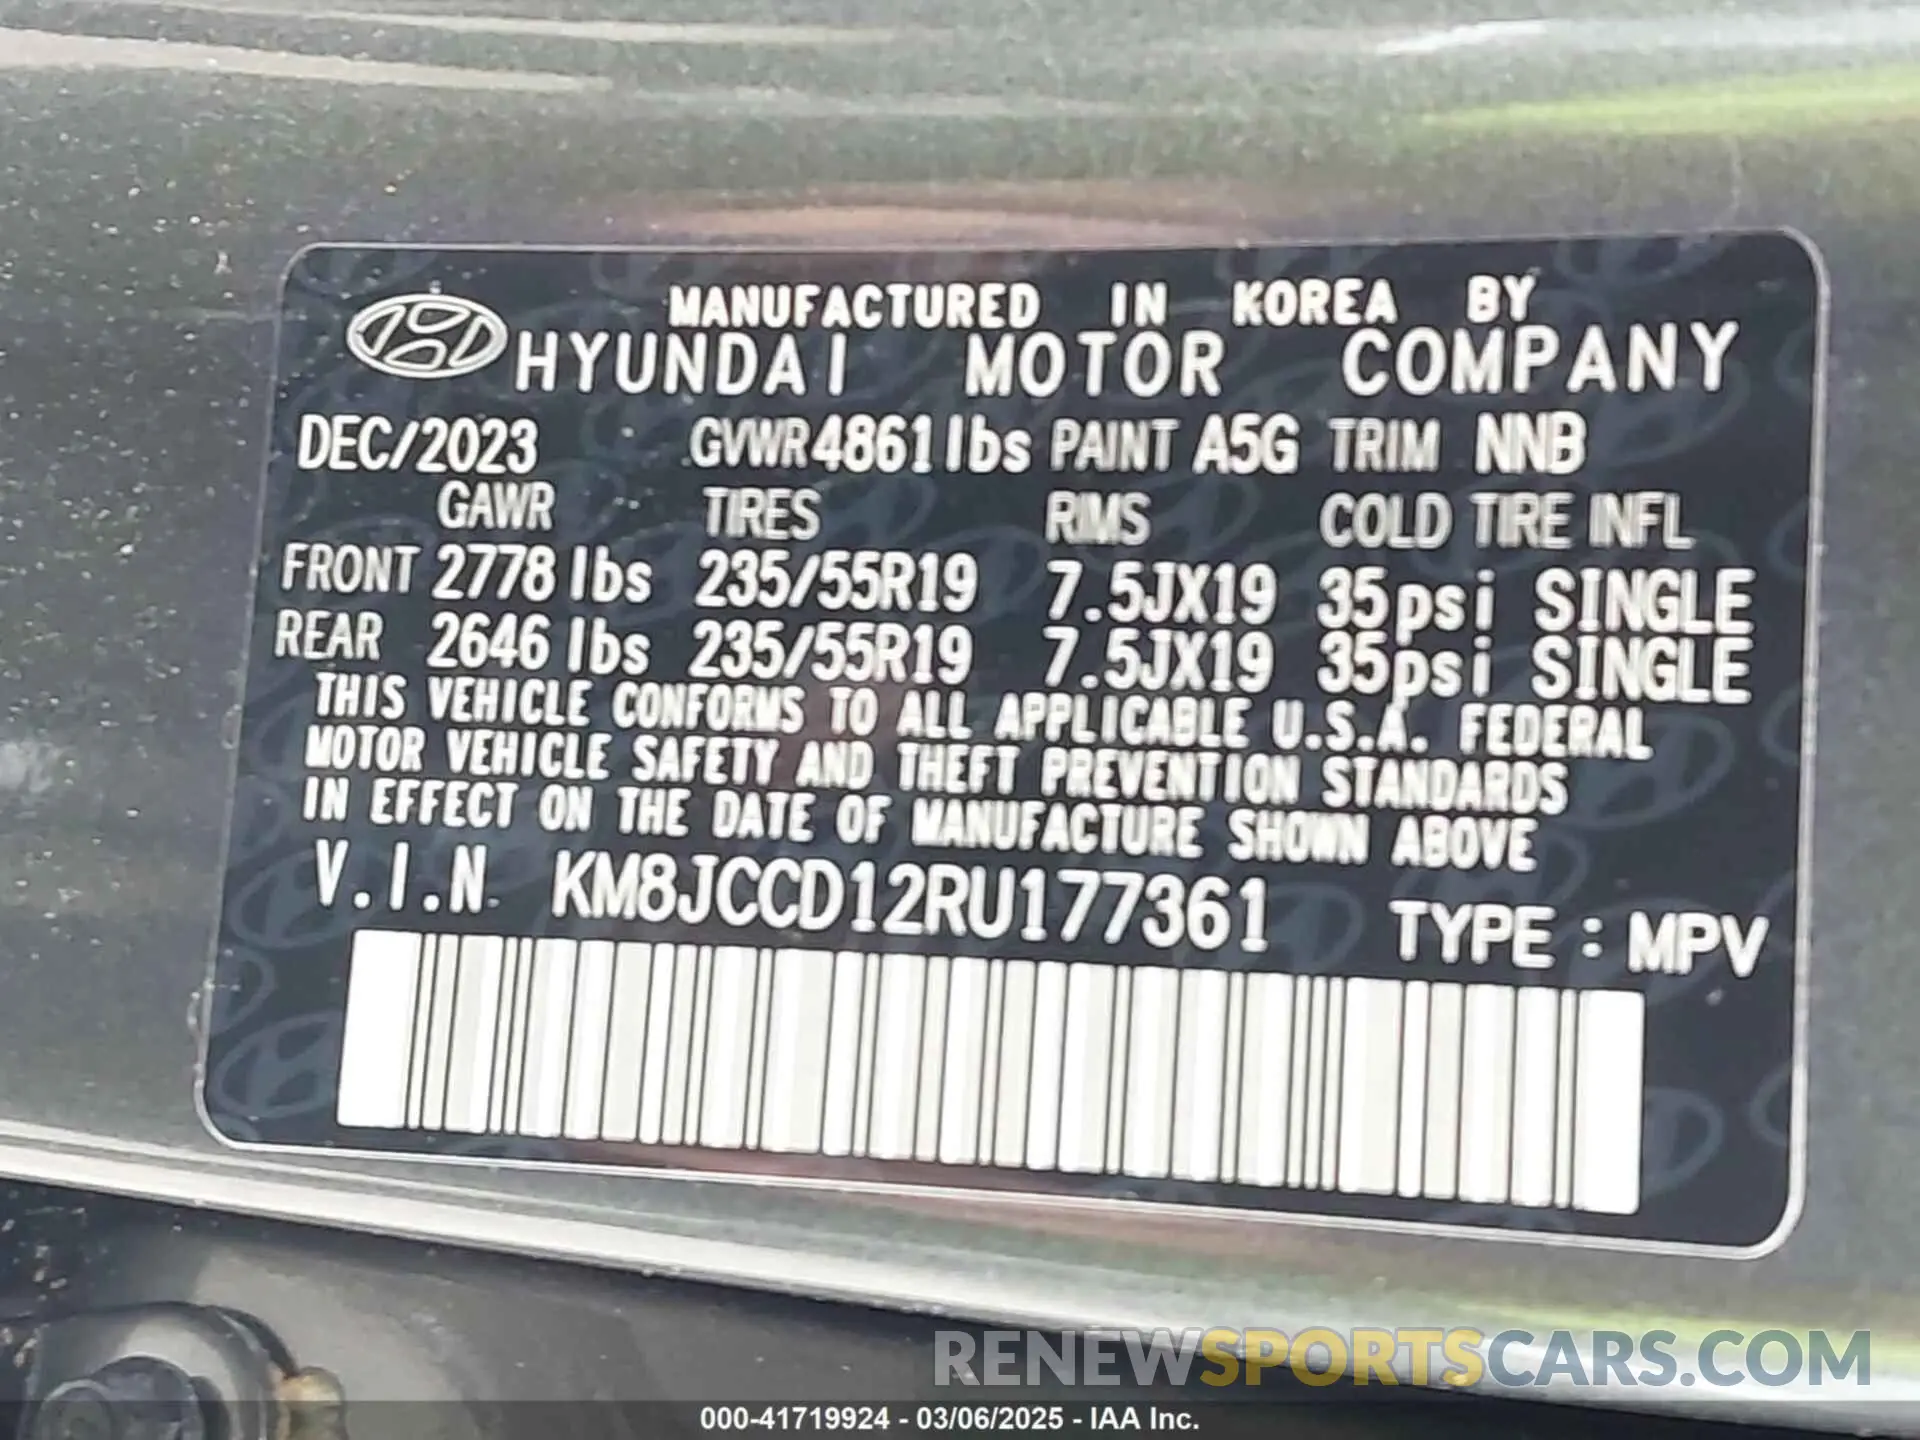 MANUFACTURED IN KOREA BY
HYUNDAI MOTOR COMPANY
DEC/2023 GVWR 4861 lbs PAINT A5G TRIM NNB
GAWR TIRES RIMS COLD TIRE INFL
FRONT 2778 lbs 235/55R19 7.5JX19 35psi SINGLE
REAR 2646 lbs 235/55R19 7.5JX19 35psi SINGLE
THIS VEHICLE CONFORMS TO ALL APPLICABLE U.S.A. FEDERAL
MOTOR VEHICLE SAFETY AND THEFT PREVENTION STANDARDS
IN EFFECT ON THE DATE OF MANUFACTURE SHOWN ABOVE
V.I.N. KM8JCCD12RU177361 TYPE : MPV
RENEWSPORTSCARS.COM
000-41719924 - 03/06/2025 - IAA Inc.